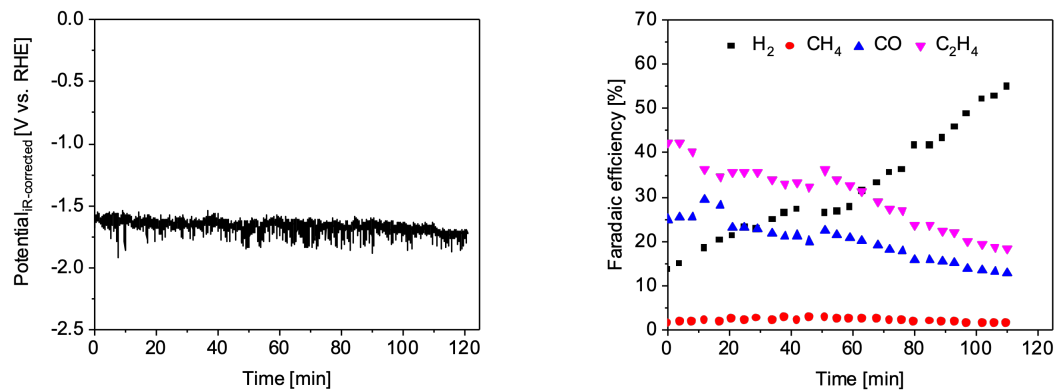 0.0
-0.5
-1.0
-1.5
-2.0
-2.5
0 20 40 60 80 100 120
Time [min]
Potential_iR-corrected [V vs. RHE]
H₂ CH₄ CO C₂H₄
70
60
50
40
30
20
10
0
0 20 40 60 80 100 120
Time [min]
Faradaic efficiency [%]